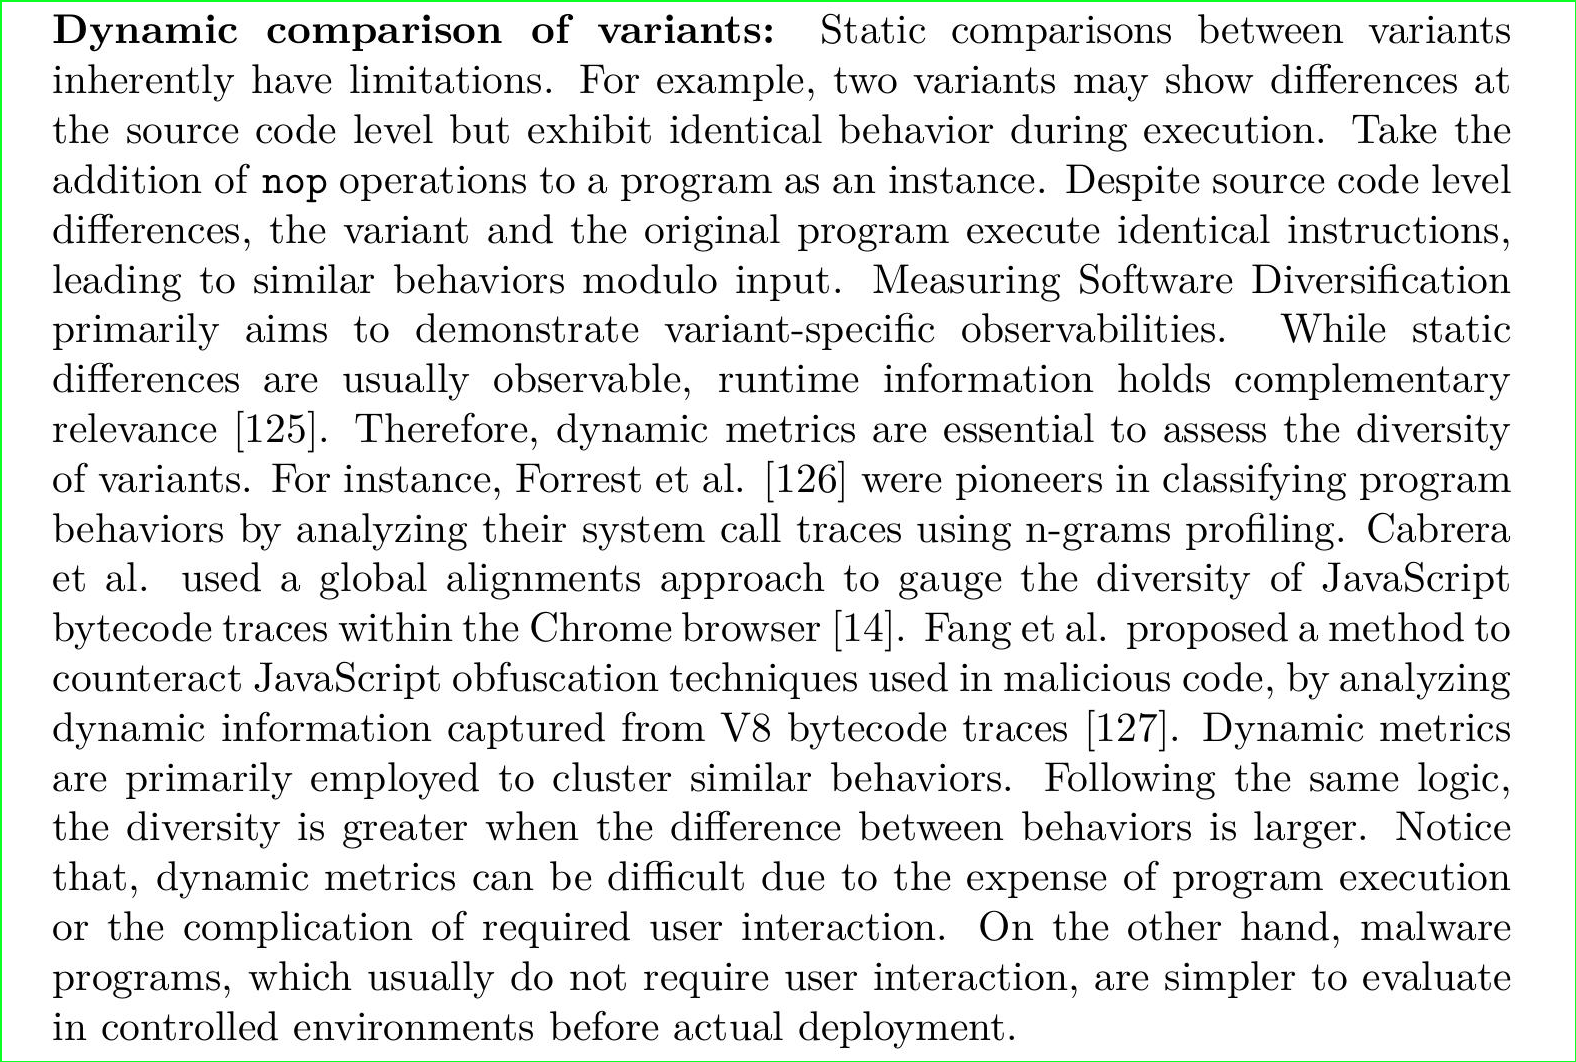 Dynamic comparison of variants: Static comparisons between variants
inherently have limitations. For example, two variants may show differences at
the source code level but exhibit identical behavior during execution. Take the
addition of nop operations to a program as an instance. Despite source code level
differences, the variant and the original program execute identical instructions,
leading to similar behaviors modulo input. Measuring Software Diversification
primarily aims to demonstrate variant-specific observabilities. While static
differences are usually observable, runtime information holds complementary
relevance [125]. Therefore, dynamic metrics are essential to assess the diversity
of variants. For instance, Forrest et al. [126] were pioneers in classifying program
behaviors by analyzing their system call traces using n-grams profiling. Cabrera
et al. used a global alignments approach to gauge the diversity of JavaScript
bytecode traces within the Chrome browser [14]. Fang et al. proposed a method to
counteract JavaScript obfuscation techniques used in malicious code, by analyzing
dynamic information captured from V8 bytecode traces [127]. Dynamic metrics
are primarily employed to cluster similar behaviors. Following the same logic,
the diversity is greater when the difference between behaviors is larger. Notice
that, dynamic metrics can be difficult due to the expense of program execution
or the complication of required user interaction. On the other hand, malware
programs, which usually do not require user interaction, are simpler to evaluate
in controlled environments before actual deployment.